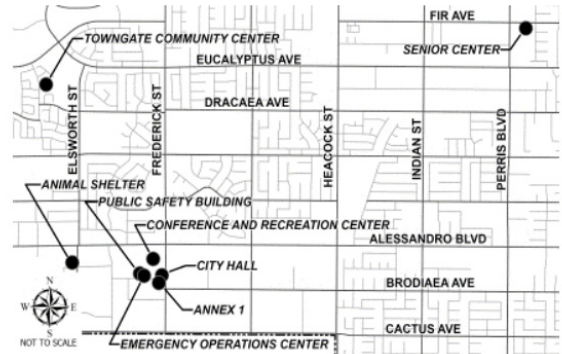 FIR AVE
TOWNGATE COMMUNITY CENTER
SENIOR CENTER
EUCALYPTUS AVE
DRACAEA AVE
ELSWORTH ST
FREDERICK ST
HEACOCK ST
INDIAN ST
PERRIS BLVD
ANIMAL SHELTER
PUBLIC SAFETY BUILDING
CONFERENCE AND RECREATION CENTER
ALESSANDRO BLVD
CITY HALL
BRODIAEA AVE
N
W
E
S
ANNEX 1
NOT TO SCALE
CACTUS AVE
EMERGENCY OPERATIONS CENTER